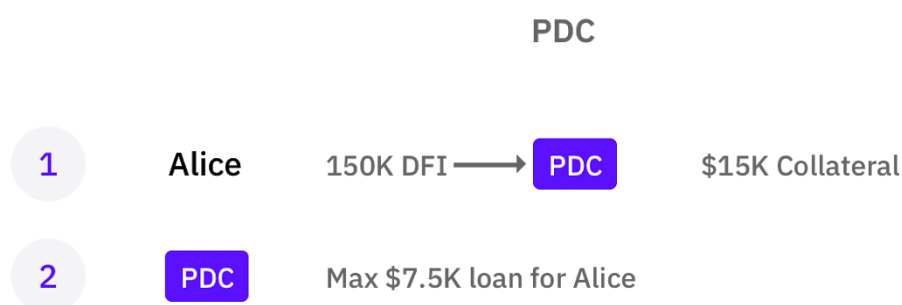 PDC
1 Alice 150K DFI PDC $15K Collateral
2 PDC Max $7.5K loan for Alice